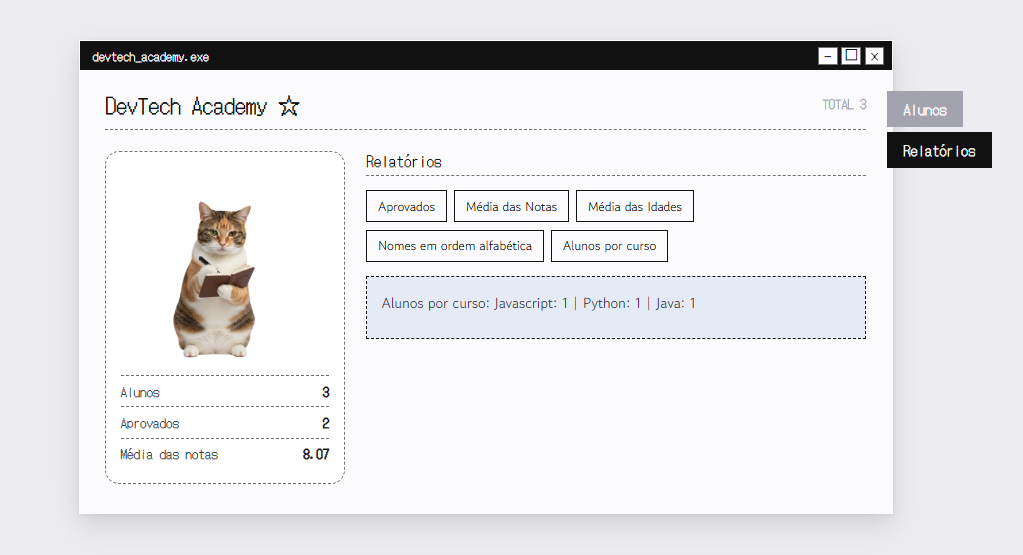 devtech_academy.exe
DevTech Academy ☆
TOTAL 3
Alunos
Relatórios
Relatórios
Aprovados
Média das Notas
Média das Idades
Nomes em ordem alfabética
Alunos por curso
Alunos por curso: Javascript: 1 | Python: 1 | Java: 1
Alunos 3
Aprovados 2
Média das notas 8.07